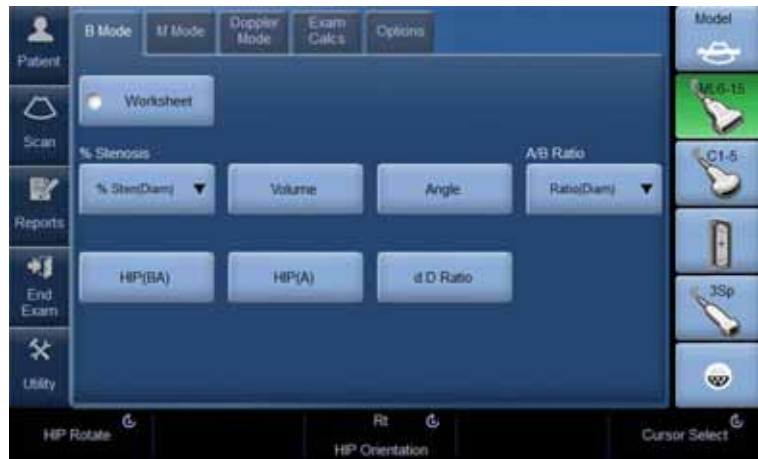 Patient
Scan
Reports
End
Exam
Utility
B Mode
M Mode
Doppler
Mode
Exam
Calcs
Options
Worksheet
% Stenosis
A/B Ratio
% Sten(Diam)
Volume
Angle
Ratio(Diam)
HIP(BA)
HIP(A)
d:D Ratio
Model
ML6-15
C1-5
3Sp
HIP Rotate
Rt
HIP Orientation
Cursor Select